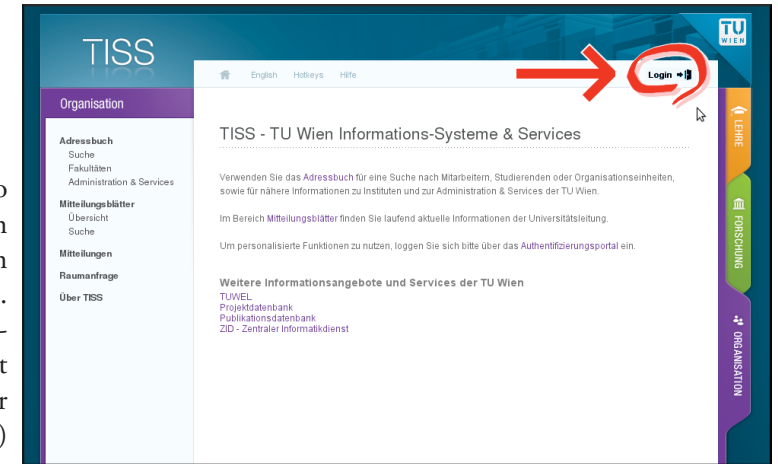 TU
WIEN
TISS
English Hotkeys Hilfe
Login
Organisation
Adressbuch
Suche
Fakultäten
Administration & Services
Mitteilungsblätter
Übersicht
Suche
Mitteilungen
Raumanfrage
Über TISS
TISS - TU Wien Informations-Systeme & Services
Verwenden Sie das Adressbuch für eine Suche nach Mitarbeitern, Studierenden oder Organisationseinheiten,
sowie für nähere Informationen zu Instituten und zur Administration & Services der TU Wien.
Im Bereich Mitteilungsblätter finden Sie laufend aktuelle Informationen der Universitätsleitung.
Um personalisierte Funktionen zu nutzen, loggen Sie sich bitte über das Authentifizierungsportal ein.
Weitere Informationsangebote und Services der TU Wien
TUWEL
Projektdatenbank
Publikationsdatenbank
ZID - Zentraler Informatikdienst
LEHRE
FORSCHUNG
ORGANISATION